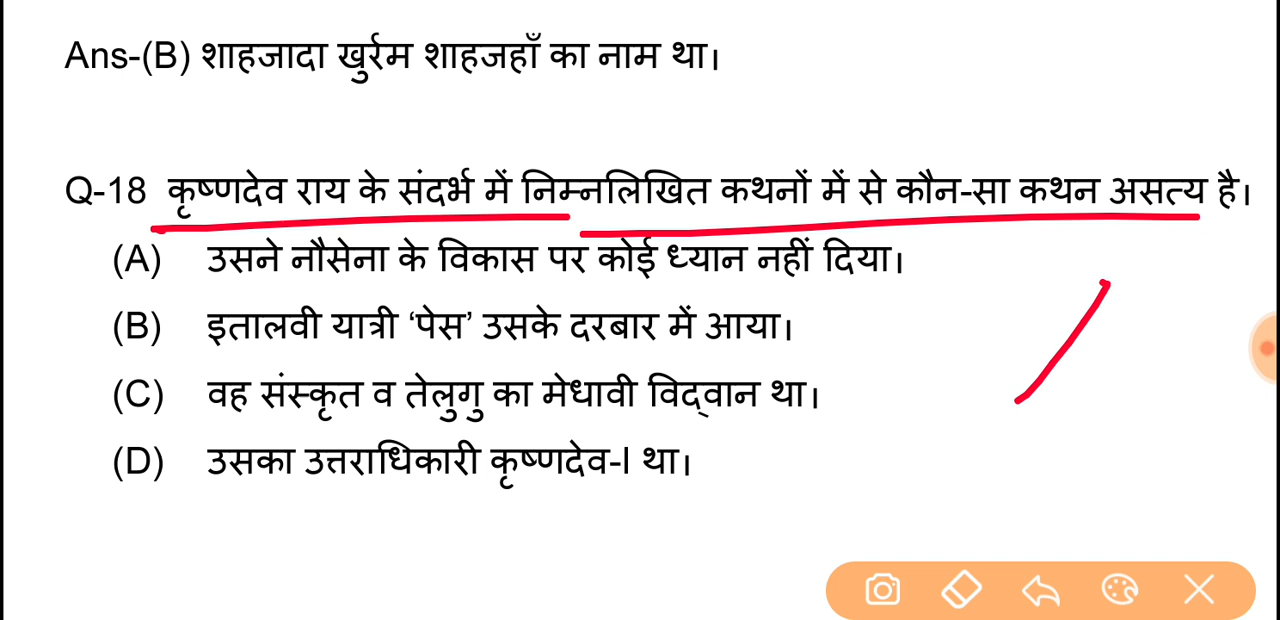 Ans-(B) शाहजादा खुर्रम शाहजहाँ का नाम था।
Q-18 कृष्णदेव राय के संदर्भ में निम्नलिखित कथनों में से कौन-सा कथन असत्य है।
(A) उसने नौसेना के विकास पर कोई ध्यान नहीं दिया।
(B) इतालवी यात्री ‘पेस’ उसके दरबार में आया।
(C) वह संस्कृत व तेलुगु का मेधावी विद्वान था।
(D) उसका उत्तराधिकारी कृष्णदेव-I था।